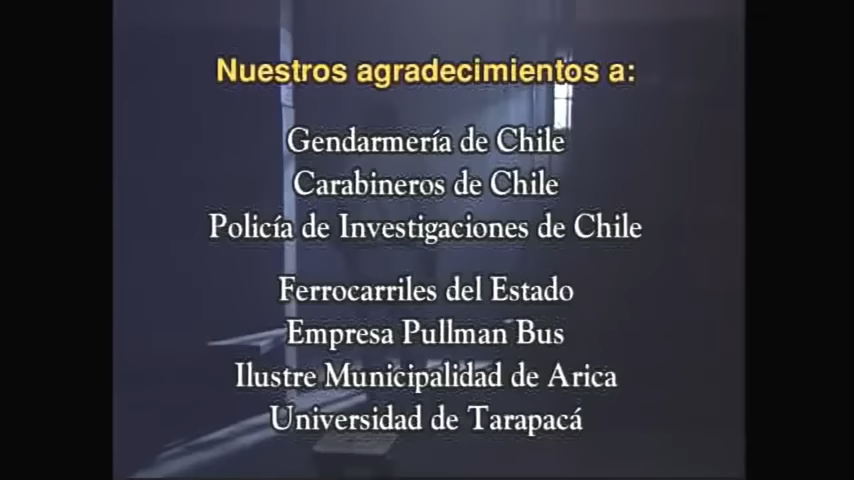 Nuestros agradecimientos a:
Gendarmería de Chile
Carabineros de Chile
Policía de Investigaciones de Chile
Ferrocarriles del Estado
Empresa Pullman Bus
Ilustre Municipalidad de Arica
Universidad de Tarapacá